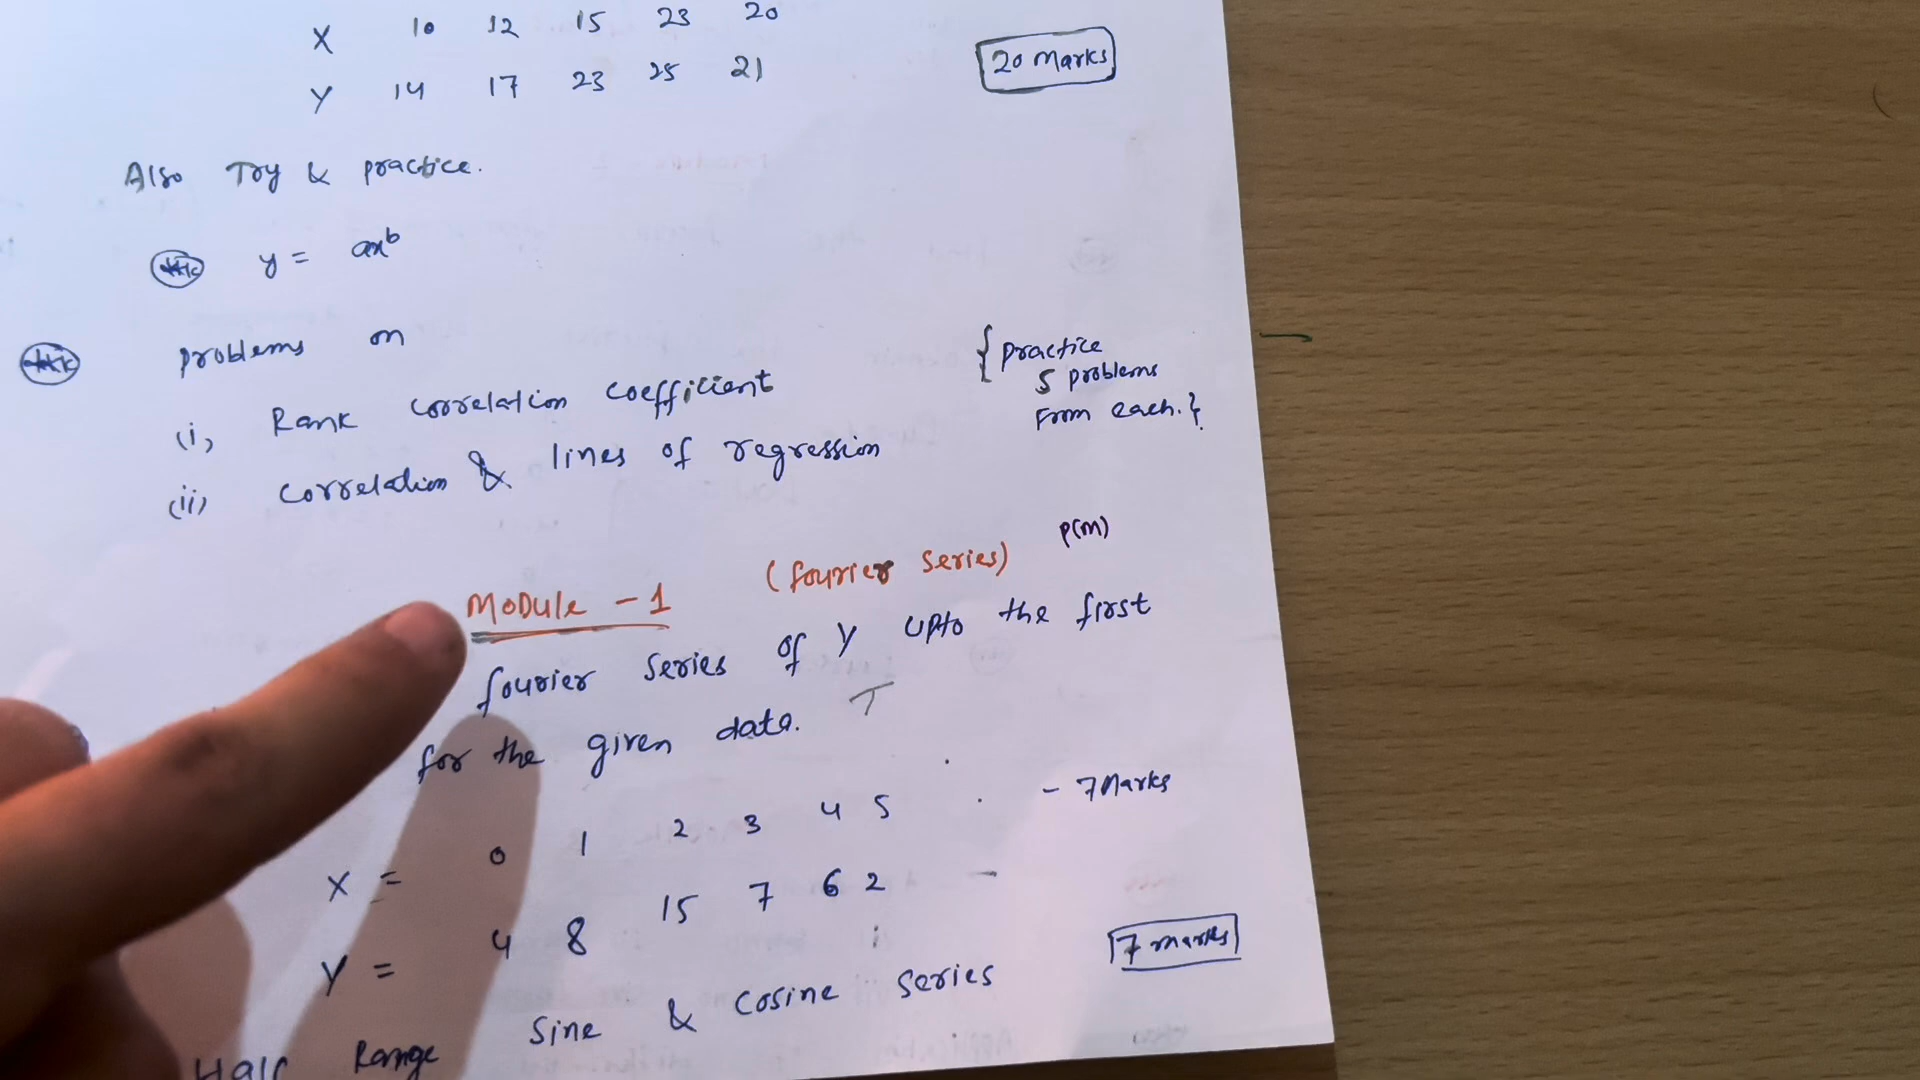 X 10 12 15 23 20
Y 14 17 23 25 21
20 Marks
Also Try & practice.
y = ax^b
problems on
(i) Rank correlation coefficient
(ii) correlation & lines of regression
{ practice
5 problems
From each. }
Module - 1 (fourier series) P(m)
fourier series of Y upto the first
for the given data.
- 7 Marks
X = 0 1 2 3 4 5
Y = 4 8 15 7 6 2
7 marks
Half Range Sine & Cosine series